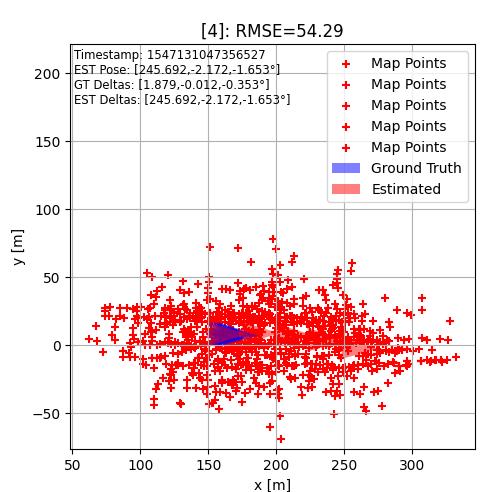 [4]: RMSE=54.29
Timestamp: 1547131047356527
EST Pose: [245.692,-2.172,-1.653°]
GT Deltas: [1.879,-0.012,-0.353°]
EST Deltas: [245.692,-2.172,-1.653°]
Map Points
Map Points
Map Points
Map Points
Map Points
Ground Truth
Estimated
y [m]
200
150
100
50
0
−50
50
100
150
200
250
300
x [m]